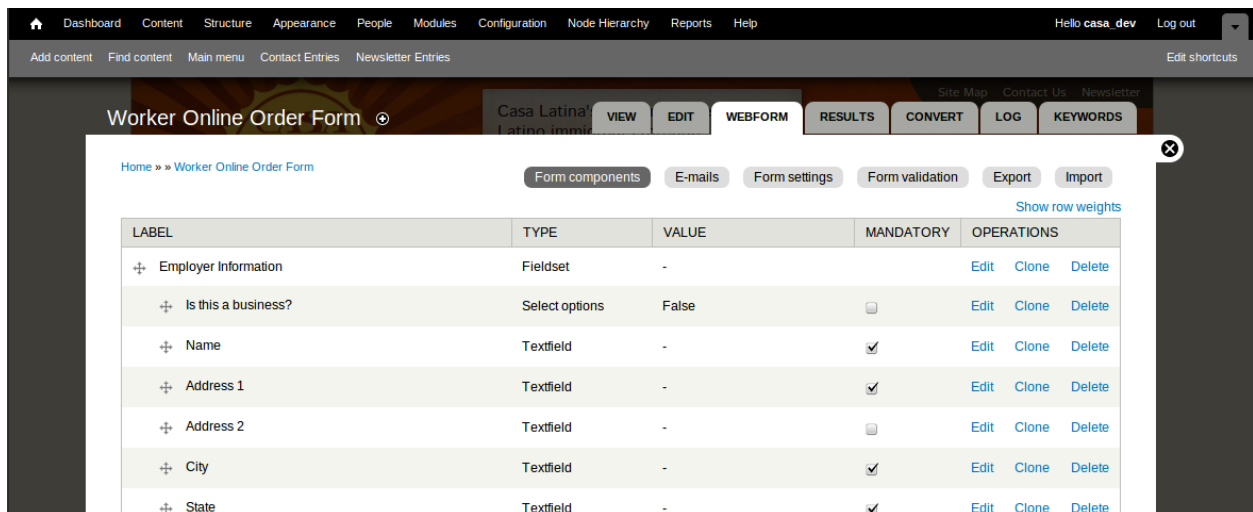 Dashboard Content Structure Appearance People Modules Configuration Node Hierarchy Reports Help Hello casa_dev Log out
Add content Find content Main menu Contact Entries Newsletter Entries Edit shortcuts
Site Map Contact Us Newsletter
Casa Latina's
Latino immig
Worker Online Order Form VIEW EDIT WEBFORM RESULTS CONVERT LOG KEYWORDS
Home » » Worker Online Order Form
Form components E-mails Form settings Form validation Export Import
Show row weights
LABEL TYPE VALUE MANDATORY OPERATIONS
Employer Information Fieldset - Edit Clone Delete
Is this a business? Select options False Edit Clone Delete
Name Textfield - Edit Clone Delete
Address 1 Textfield - Edit Clone Delete
Address 2 Textfield - Edit Clone Delete
City Textfield - Edit Clone Delete
State Textfield - Edit Clone Delete